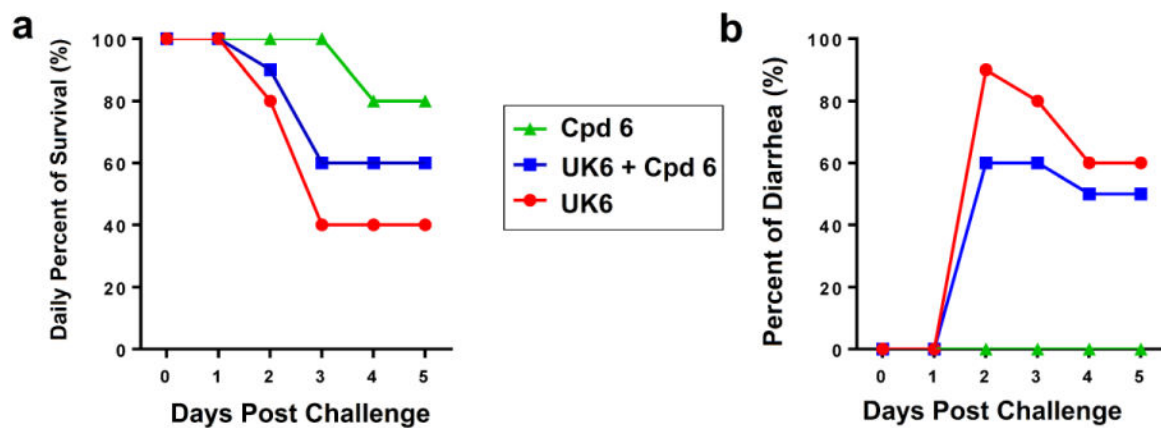 a
Daily Percent of Survival (%)
100
80
60
40
20
0
0 1 2 3 4 5
Days Post Challenge
Cpd 6
UK6 + Cpd 6
UK6
b
Percent of Diarrhea (%)
100
80
60
40
20
0
0 1 2 3 4 5
Days Post Challenge